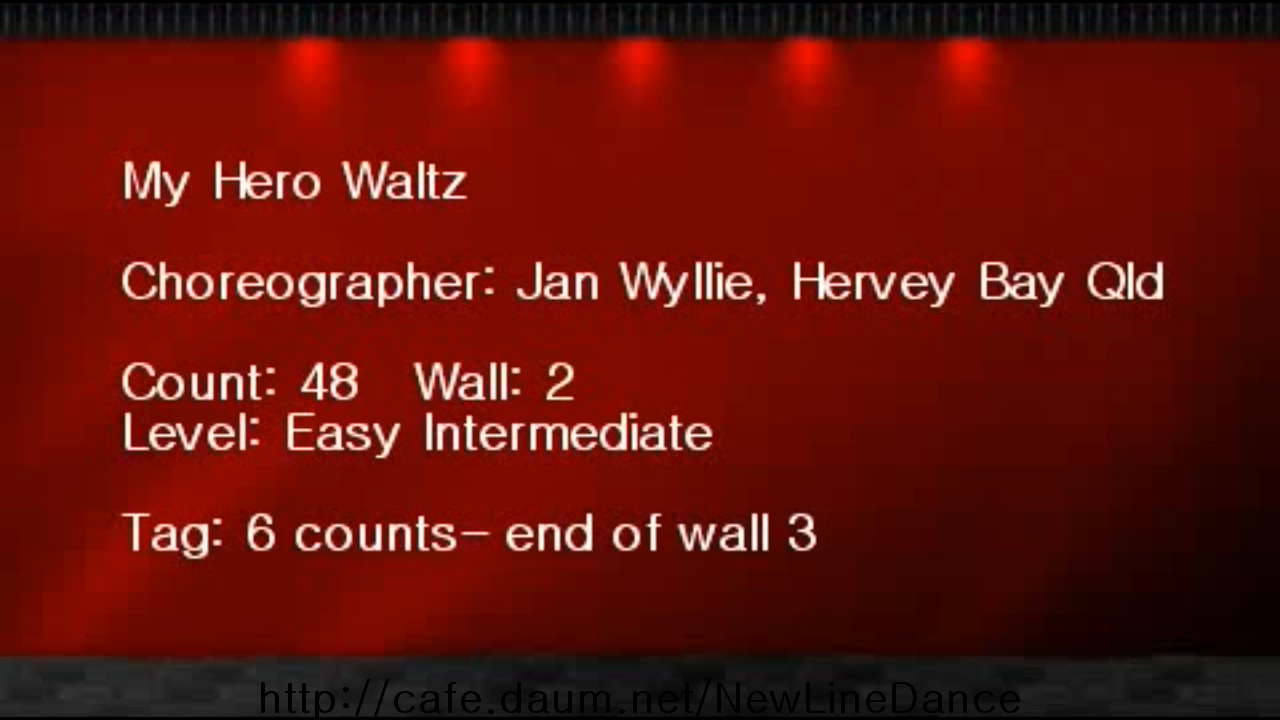 My Hero Waltz
Choreographer: Jan Wyllie, Hervey Bay Qld
Count: 48 Wall: 2
Level: Easy Intermediate
Tag: 6 counts- end of wall 3
http://cafe.daum.net/NewLineDance